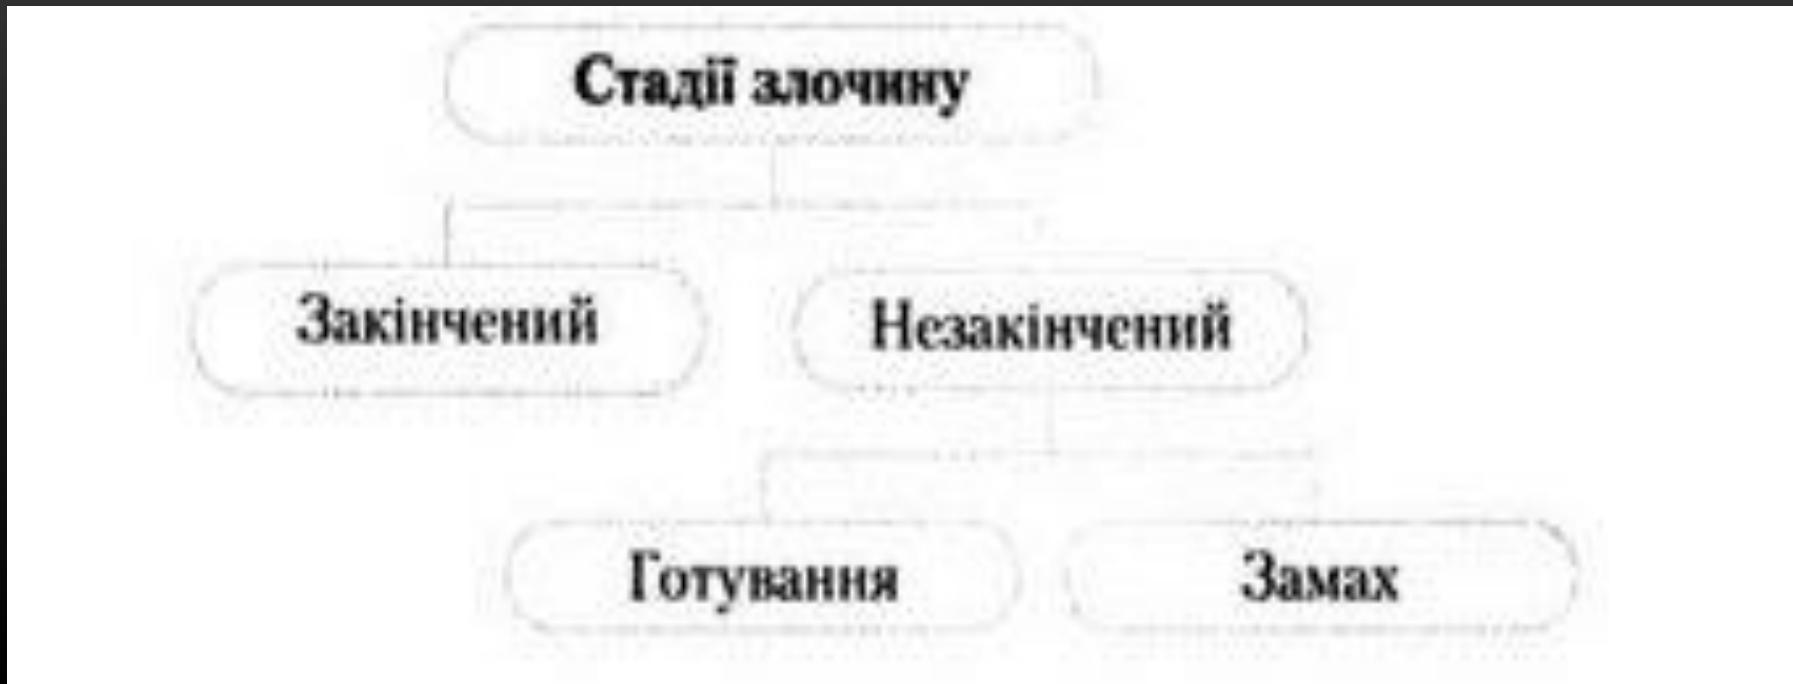 Стадії злочину
Закінчений
Незакінчений
Готування
Замах